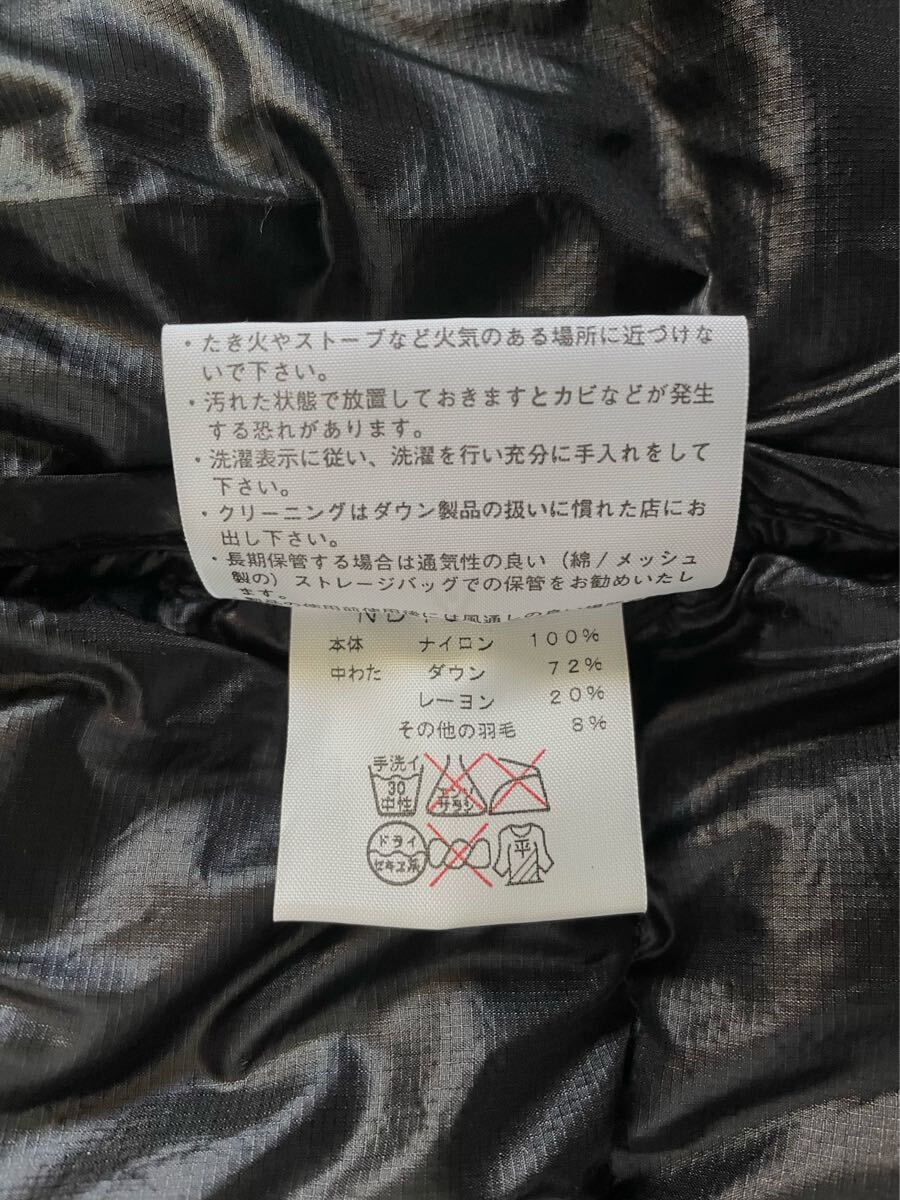 ・たき火やストーブなど火気のある場所に近づけな
いで下さい。
・汚れた状態で放置しておきますとカビなどが発生
する恐れがあります。
・洗濯表示に従い、洗濯を行い充分に手入れをして
下さい。
・クリーニングはダウン製品の扱いに慣れた店にお
出し下さい。
・長期保管する場合は通気性の良い（綿/メッシュ
製の）ストレージバッグでの保管をお勧めいたし
ます。
本体 ナイロン 100%
中わた ダウン 72%
レーヨン 20%
その他の羽毛 8%
手洗イ
30
中性
エンソ
サラシ
ドライ
セキユ系
平